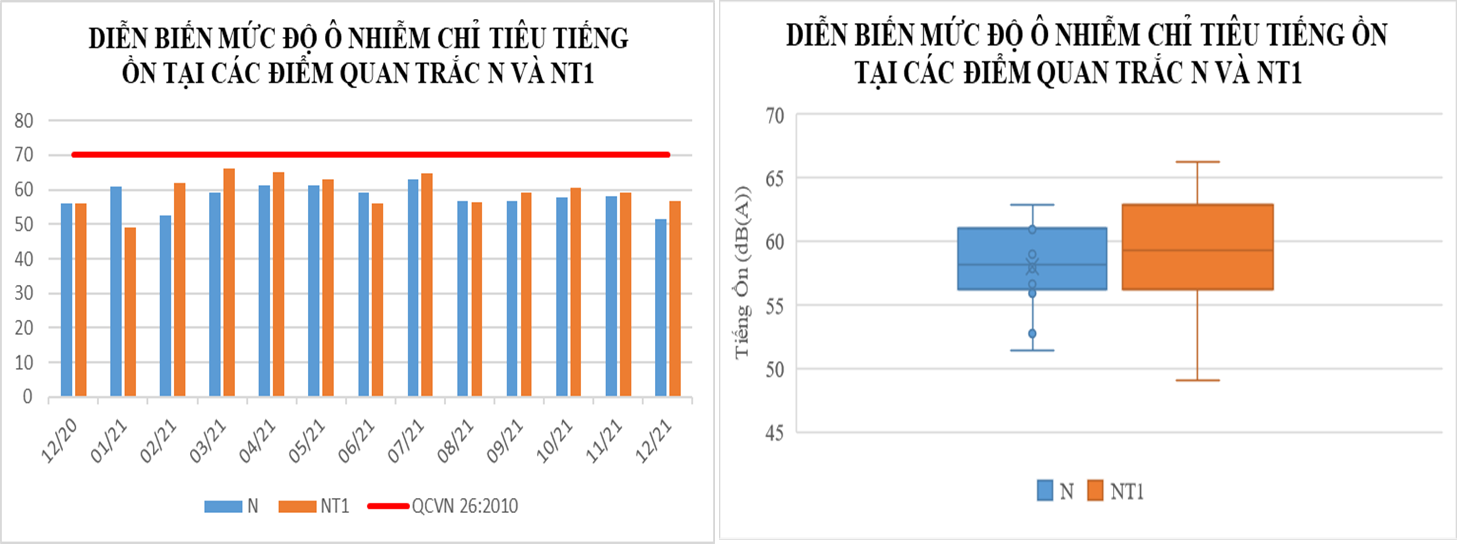 DIỄN BIẾN MỨC ĐỘ Ô NHIỄM CHỈ TIÊU TIẾNG
ỒN TẠI CÁC ĐIỂM QUAN TRẮC N VÀ NT1
80
70
60
50
40
30
20
10
0
12/20
01/21
02/21
03/21
04/21
05/21
06/21
07/21
08/21
09/21
10/21
11/21
12/21
N
NT1
QCVN 26:2010
DIỄN BIẾN MỨC ĐỘ Ô NHIỄM CHỈ TIÊU TIẾNG ỒN
TẠI CÁC ĐIỂM QUAN TRẮC N VÀ NT1
Tiếng Ồn (dB(A))
70
65
60
55
50
45
N
NT1